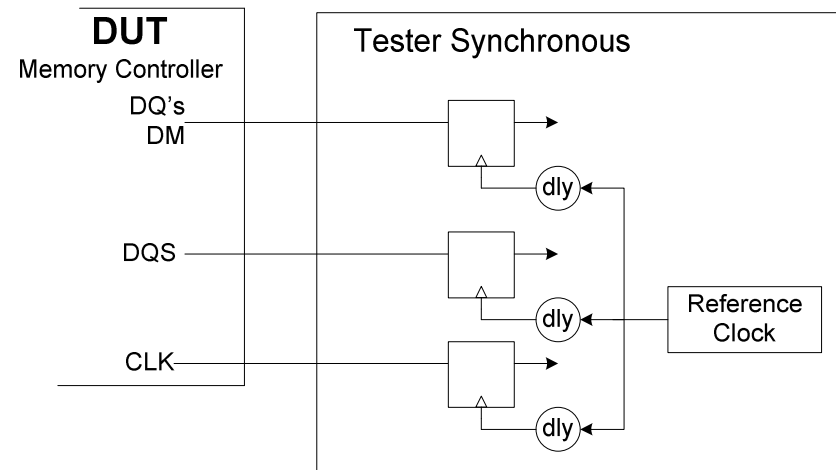 DUT
Memory Controller
DQ's
DM
DQS
CLK
Tester Synchronous
dly
dly
dly
Reference
Clock